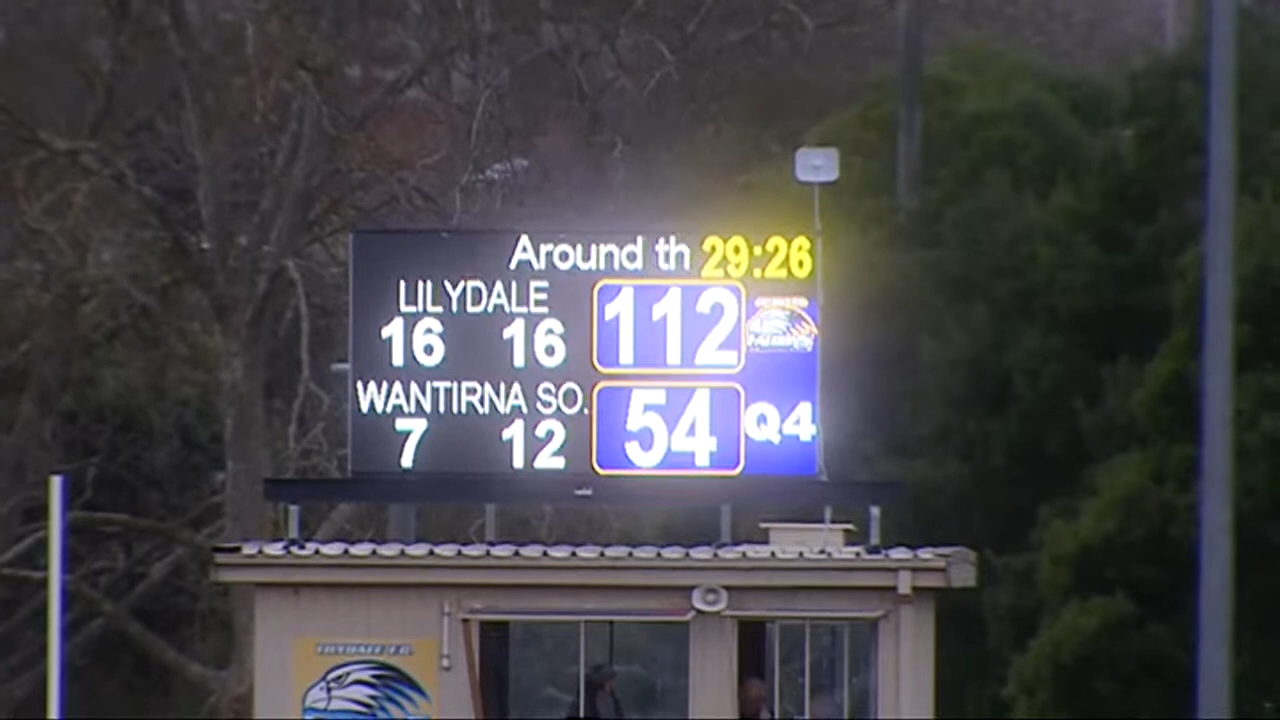 Around th 29:26
LILYDALE
16 16 112
WANTIRNA SO.
7 12 54 Q4